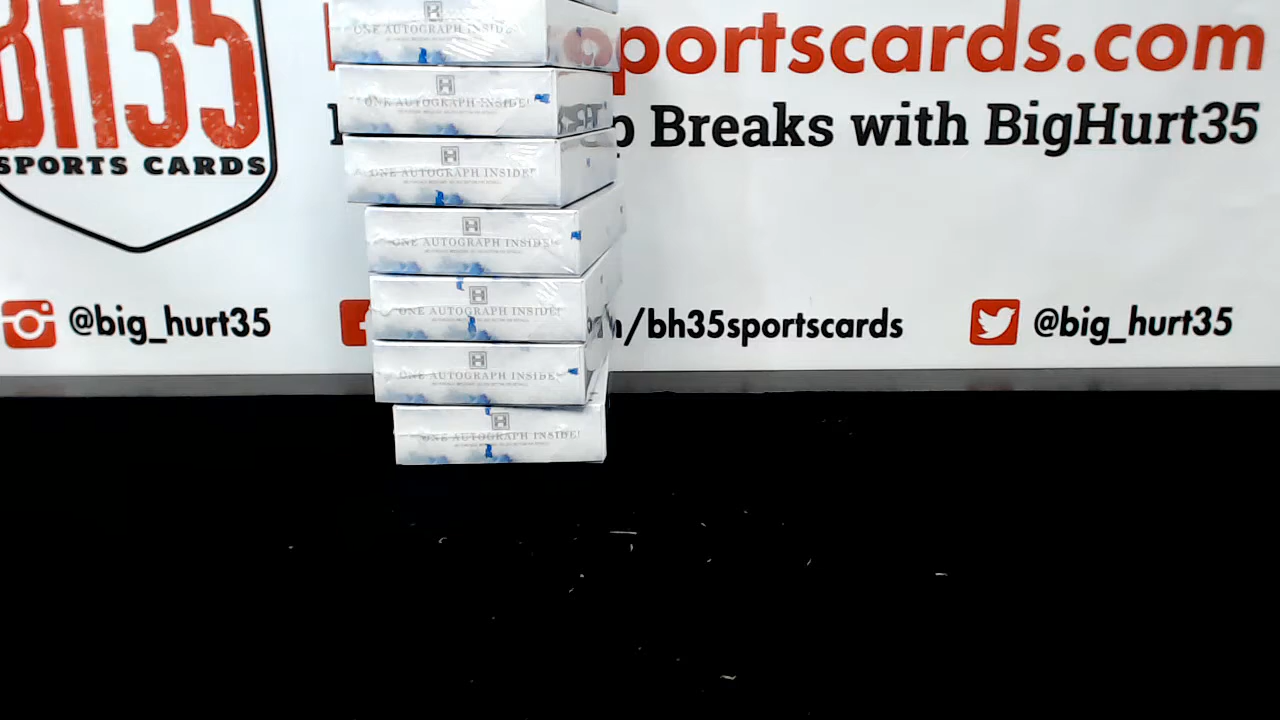 BH35
SPORTS CARDS
portscards.com
p Breaks with BigHurt35
@big_hurt35
/bh35sportscards
@big_hurt35
ONE AUTOGRAPH INSIDE!
H
ONE AUTOGRAPH INSIDE!
H
ONE AUTOGRAPH INSIDE!
H
ONE AUTOGRAPH INSIDE!
H
ONE AUTOGRAPH INSIDE!
H
ONE AUTOGRAPH INSIDE!
H
ONE AUTOGRAPH INSIDE!